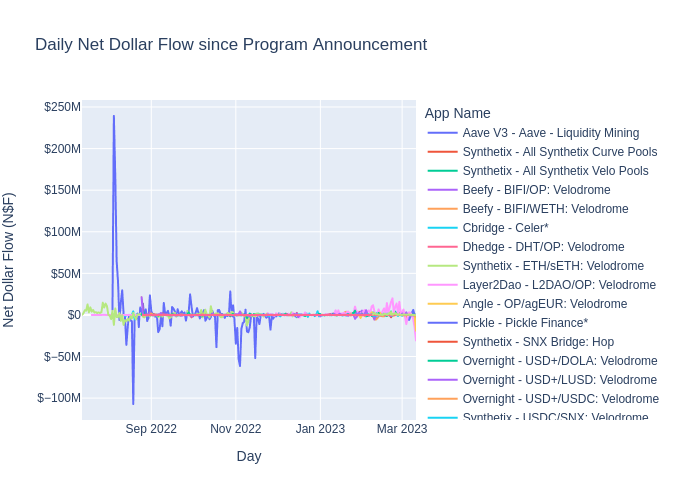 Daily Net Dollar Flow since Program Announcement
$250M
$200M
$150M
$100M
$50M
$0
−$50M
−$100M
Net Dollar Flow (N$F)
Sep 2022
Nov 2022
Jan 2023
Mar 2023
Day
App Name
Aave V3 - Aave - Liquidity Mining
Synthetix - All Synthetix Curve Pools
Synthetix - All Synthetix Velo Pools
Beefy - BIFI/OP: Velodrome
Beefy - BIFI/WETH: Velodrome
Cbridge - Celer*
Dhedge - DHT/OP: Velodrome
Synthetix - ETH/sETH: Velodrome
Layer2Dao - L2DAO/OP: Velodrome
Angle - OP/agEUR: Velodrome
Pickle - Pickle Finance*
Synthetix - SNX Bridge: Hop
Overnight - USD+/DOLA: Velodrome
Overnight - USD+/LUSD: Velodrome
Overnight - USD+/USDC: Velodrome
Synthetix - USDC/SNX: Velodrome